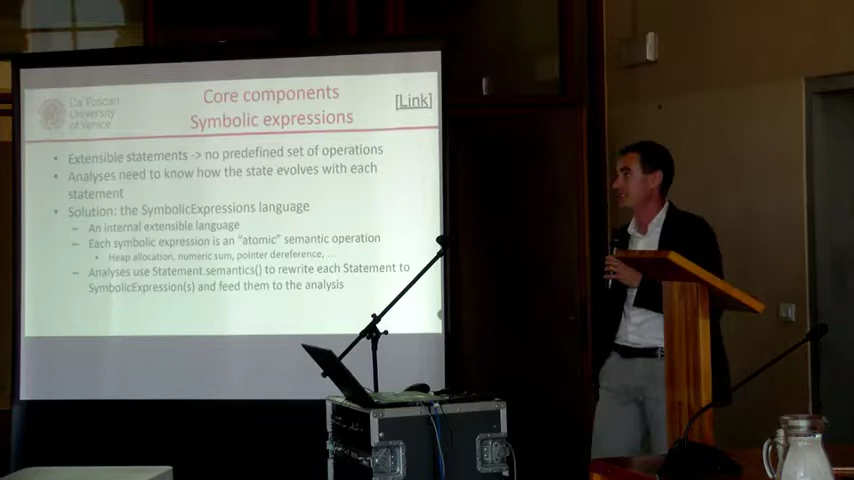 Ca' Foscari
University
of Venice
Core components
Symbolic expressions
[Link]
• Extensible statements -> no predefined set of operations
• Analyses need to know how the state evolves with each
statement
• Solution: the SymbolicExpressions language
– An internal extensible language
– Each symbolic expression is an "atomic" semantic operation
• Heap allocation, numeric sum, pointer dereference, ...
– Analyses use Statement.semantics() to rewrite each Statement to
SymbolicExpression(s) and feed them to the analysis